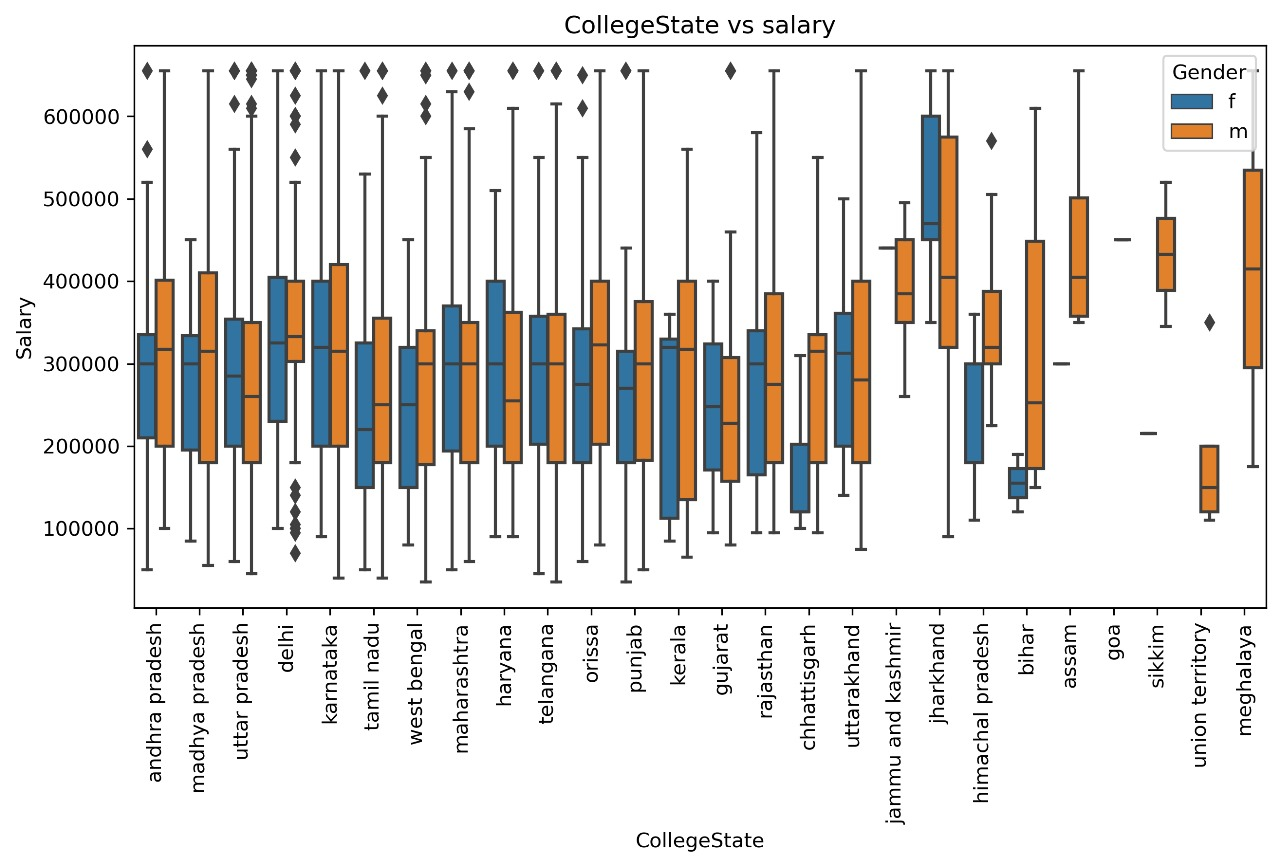 CollegeState vs salary
Gender
f
m
Salary
600000
500000
400000
300000
200000
100000
andhra pradesh
madhya pradesh
uttar pradesh
delhi
karnataka
tamil nadu
west bengal
maharashtra
haryana
telangana
orissa
punjab
kerala
gujarat
rajasthan
chhattisgarh
uttarakhand
jammu and kashmir
jharkhand
himachal pradesh
bihar
assam
goa
sikkim
union territory
meghalaya
CollegeState